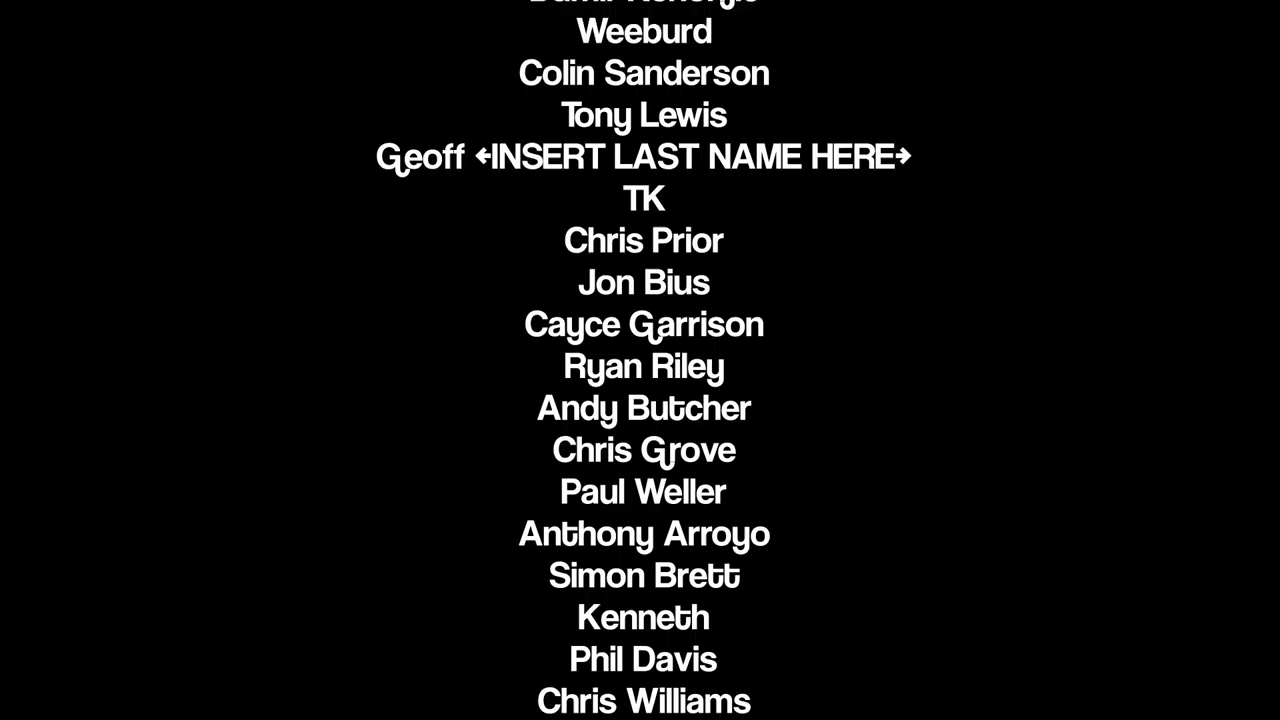 Weeburd
Colin Sanderson
Tony Lewis
Geoff <INSERT LAST NAME HERE>
TK
Chris Prior
Jon Bius
Cayce Garrison
Ryan Riley
Andy Butcher
Chris Grove
Paul Weller
Anthony Arroyo
Simon Brett
Kenneth
Phil Davis
Chris Williams